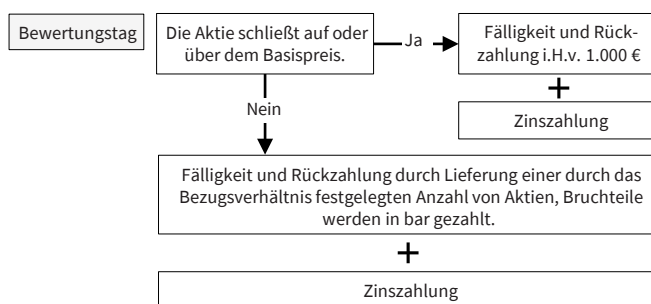 Bewertungstag
Die Aktie schließt auf oder
über dem Basispreis.
Ja
Fälligkeit und Rück-
zahlung i.H.v. 1.000 €
+
Zinszahlung
Nein
Fälligkeit und Rückzahlung durch Lieferung einer durch das
Bezugsverhältnis festgelegten Anzahl von Aktien, Bruchteile
werden in bar gezahlt.
+
Zinszahlung